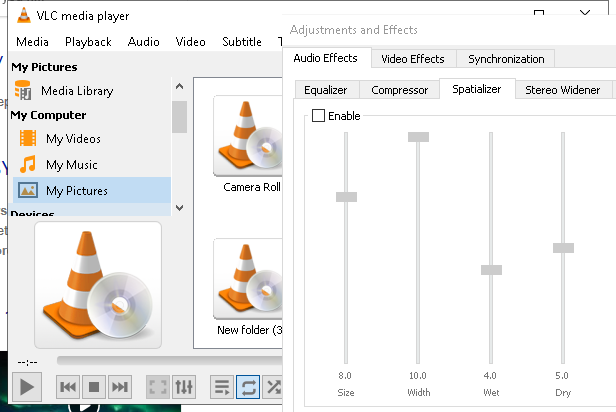 VLC media player
Media Playback Audio Video Subtitle T
My Pictures
Media Library
My Computer
My Videos
My Music
My Pictures
Devices
Camera Roll
New folder (3
--:--
Adjustments and Effects
Audio Effects Video Effects Synchronization
Equalizer Compressor Spatializer Stereo Widener
Enable
8.0 10.0 4.0 5.0
Size Width Wet Dry